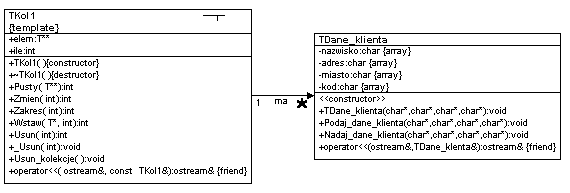 TKol1 T
{template}
+elem:T**
+ile:int
+TKol1( ){constructor}
+~TKol1( ){destructor}
+Pusty( T**):int
+Zmien( int):int
+Zakres( int):int
+Wstaw( T*, int):int
+Usun( int):int
+_Usun( int):void
+Usun_kolekcje( ):void
+operator<<( ostream&, const TKol1&):ostream& {friend}
1 ma *
TDane_klienta
-nazwisko:char {array}
-adres:char {array}
-miasto:char {array}
-kod:char {array}
<<constructor>>
+TDane_klienta(char*,char*,char*,char*):void
+Podaj_dane_klienta(char*,char*,char*,char*):void
+Nadaj_dane_klienta(char*,char*,char*,char*):void
+operator<<(ostream&,TDane_klenta&):ostream& {friend}